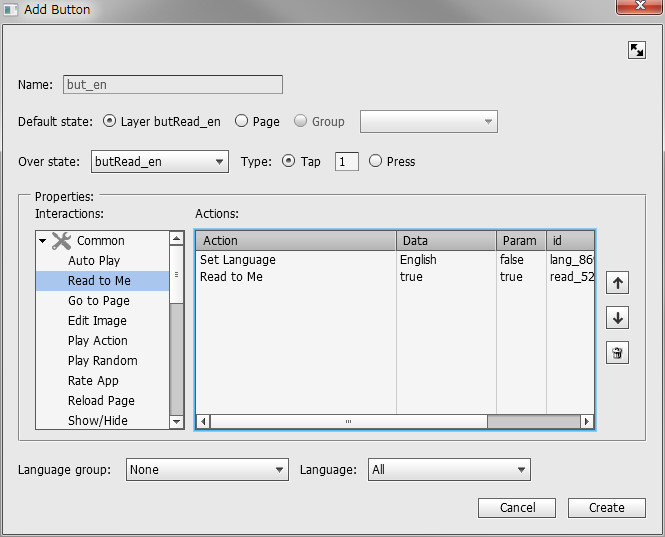 Add Button
Name: but_en
Default state: Layer butRead_en Page Group
Over state: butRead_en Type: Tap 1 Press
Properties:
Interactions: Actions:
Common
Auto Play
Read to Me
Go to Page
Edit Image
Play Action
Play Random
Rate App
Reload Page
Show/Hide
Action Data Param id
Set Language English false lang_869
Read to Me true true read_52
Language group: None Language: All
Cancel Create